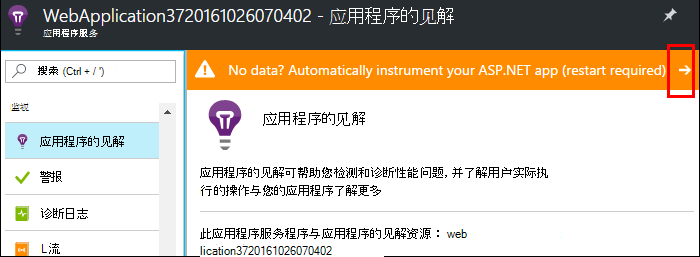 WebApplication3720161026070402 - 应用程序的见解
应用程序服务
搜索 (Ctrl + /")
监视
应用程序的见解
警报
诊断日志
L流
No data? Automatically instrument your ASP.NET app (restart required)
应用程序的见解
应用程序的见解可帮助您检测和诊断性能问题, 并了解用户实际执
行的操作与您的应用程序了解更多
此应用程序服务程序与应用程序的见解资源： web
lication3720161026070402